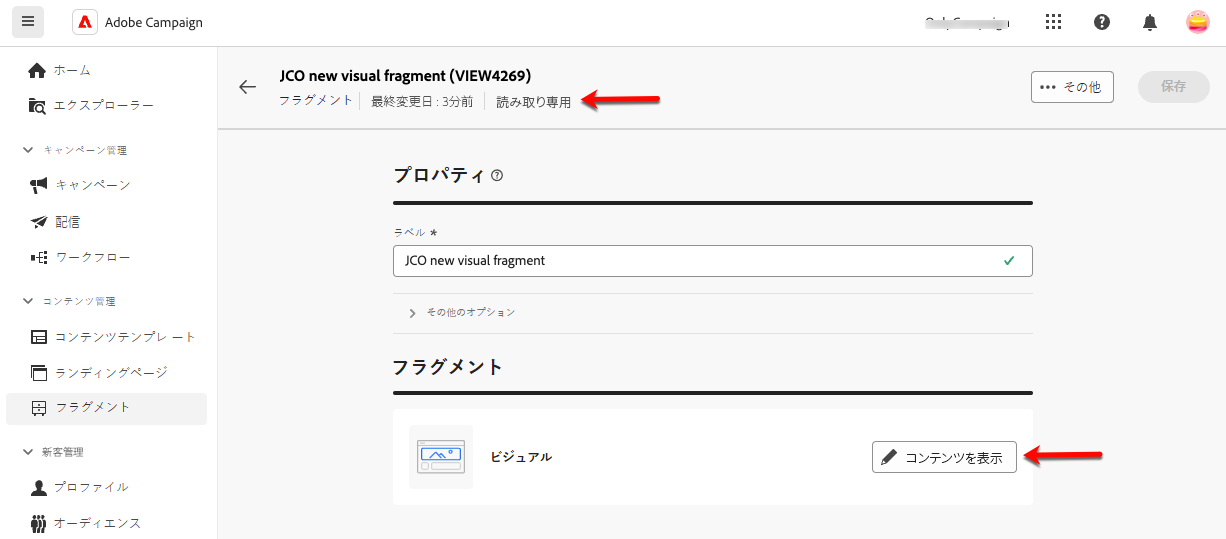 Adobe Campaign
ホーム
エクスプローラー
キャンペーン管理
キャンペーン
配信
ワークフロー
コンテンツ管理
コンテンツテンプレート
ランディングページ
フラグメント
新客管理
プロファイル
オーディエンス
JCO new visual fragment (VIEW4269)
フラグメント 最終変更日 : 3分前 読み取り専用
••• その他 保存
プロパティ
ラベル *
JCO new visual fragment
その他のオプション
フラグメント
ビジュアル コンテンツを表示